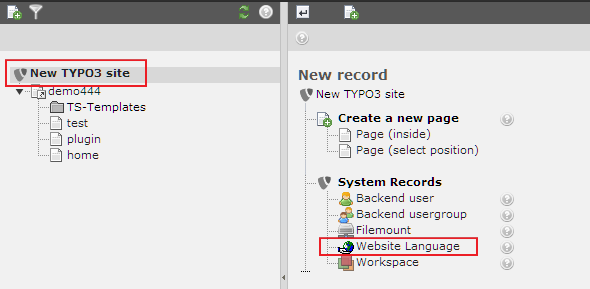 New TYPO3 site
demo444
TS-Templates
test
plugin
home
New record
New TYPO3 site
Create a new page
Page (inside)
Page (select position)
System Records
Backend user
Backend usergroup
Filemount
Website Language
Workspace